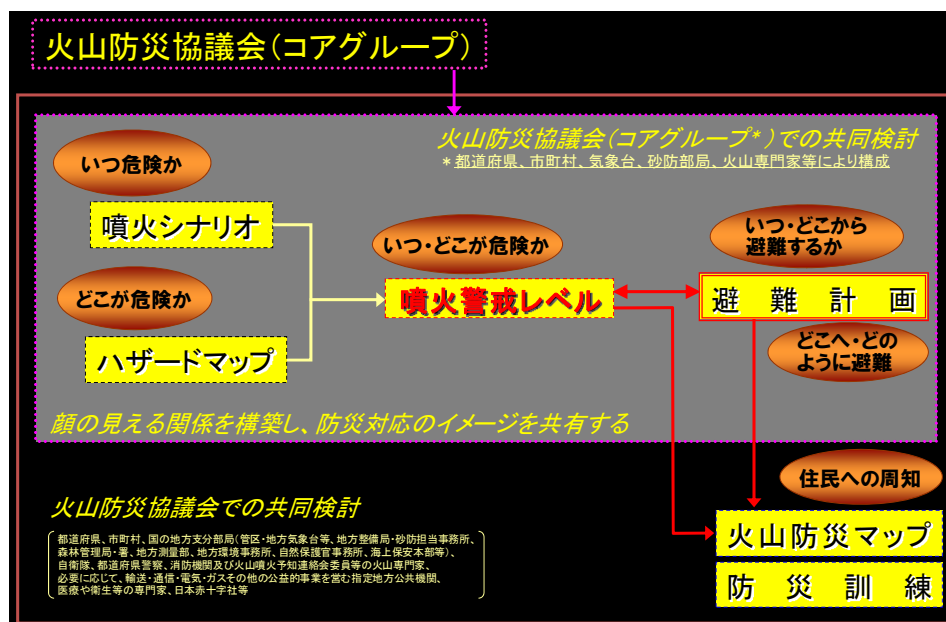 火山防災協議会(コアグループ)
火山防災協議会(コアグループ*)での共同検討
*都道府県、市町村、気象台、砂防部局、火山専門家等により構成
いつ危険か
噴火シナリオ
どこが危険か
ハザードマップ
いつ・どこが危険か
噴火警戒レベル
いつ・どこから
避難するか
避難計画
どこへ・どの
ように避難
顔の見える関係を構築し、防災対応のイメージを共有する
住民への周知
火山防災マップ
防災訓練
火山防災協議会での共同検討
都道府県、市町村、国の地方支分部局(管区・地方気象台等、地方整備局・砂防担当事務所、
森林管理局・署、地方測量部、地方環境事務所、自然保護官事務所、海上保安本部等)、
自衛隊、都道府県警察、消防機関及び火山噴火予知連絡会委員等の火山専門家、
必要に応じて、輸送・通信・電気・ガスその他の公益的事業を営む指定地方公共機関、
医療や衛生等の専門家、日本赤十字社等